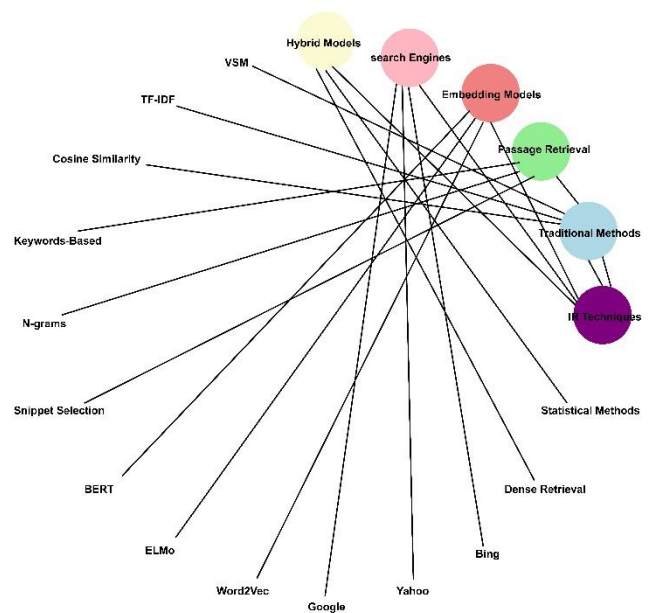 Hybrid Models
search Engines
VSM
Embedding Models
TF-IDF
Passage Retrieval
Cosine Similarity
Traditional Methods
Keywords-Based
IR Techniques
N-grams
Snippet Selection
Statistical Methods
BERT
Dense Retrieval
ELMo
Bing
Word2Vec
Yahoo
Google